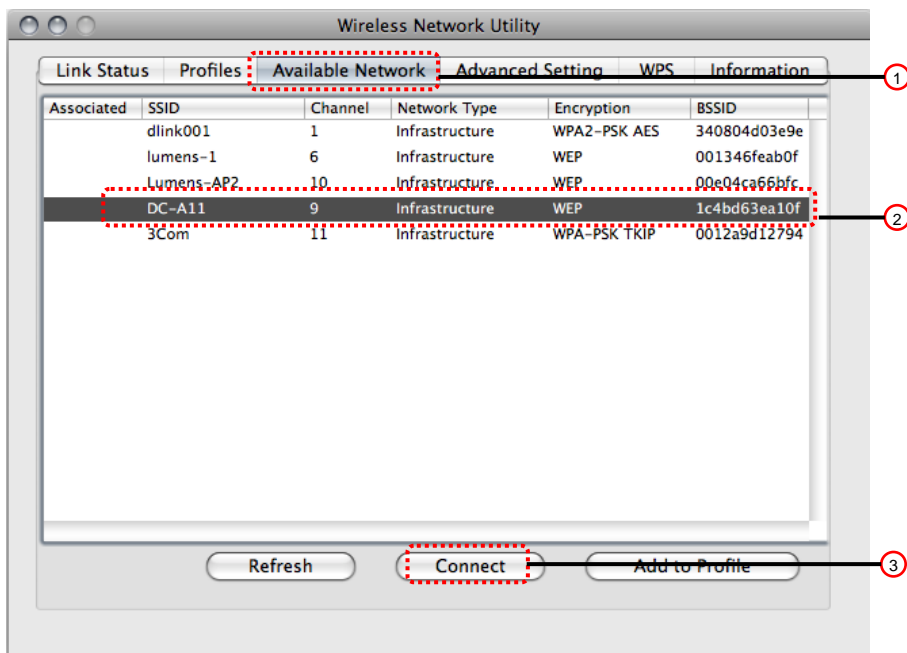 Wireless Network Utility
Link Status Profiles Available Network Advanced Setting WPS Information
1
Associated SSID Channel Network Type Encryption BSSID
dlink001 1 Infrastructure WPA2-PSK AES 340804d03e9e
lumens-1 6 Infrastructure WEP 001346feab0f
Lumens-AP2 10 Infrastructure WEP 00e04ca66bfc
DC-A11 9 Infrastructure WEP 1c4bd63ea10f
2
3Com 11 Infrastructure WPA-PSK TKIP 0012a9d12794
Refresh Connect Add to Profile
3